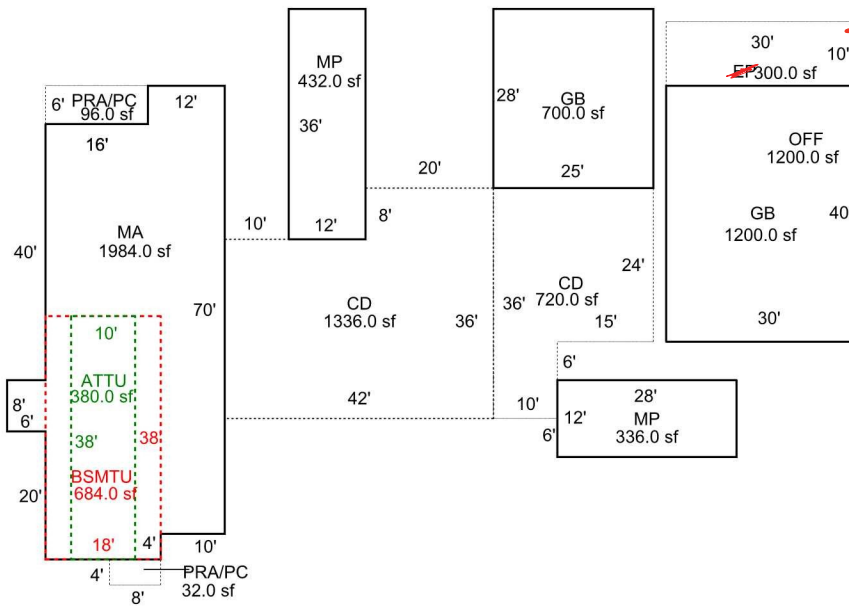 30'
10'
EP 300.0 sf
MP
432.0 sf
36'
12'
28'
GB
700.0 sf
25'
6'
PRA/PC
96.0 sf
12'
16'
OFF
1200.0 sf
40'
GB
1200.0 sf
30'
20'
10'
8'
MA
1984.0 sf
40'
70'
CD
1336.0 sf
36'
42'
36'
CD
720.0 sf
24'
15'
6'
10'
10'
ATTU
380.0 sf
38'
38'
8'
6'
BSMTU
684.0 sf
20'
18'
4'
10'
28'
12'
MP
336.0 sf
6'
4'
PRA/PC
32.0 sf
8'